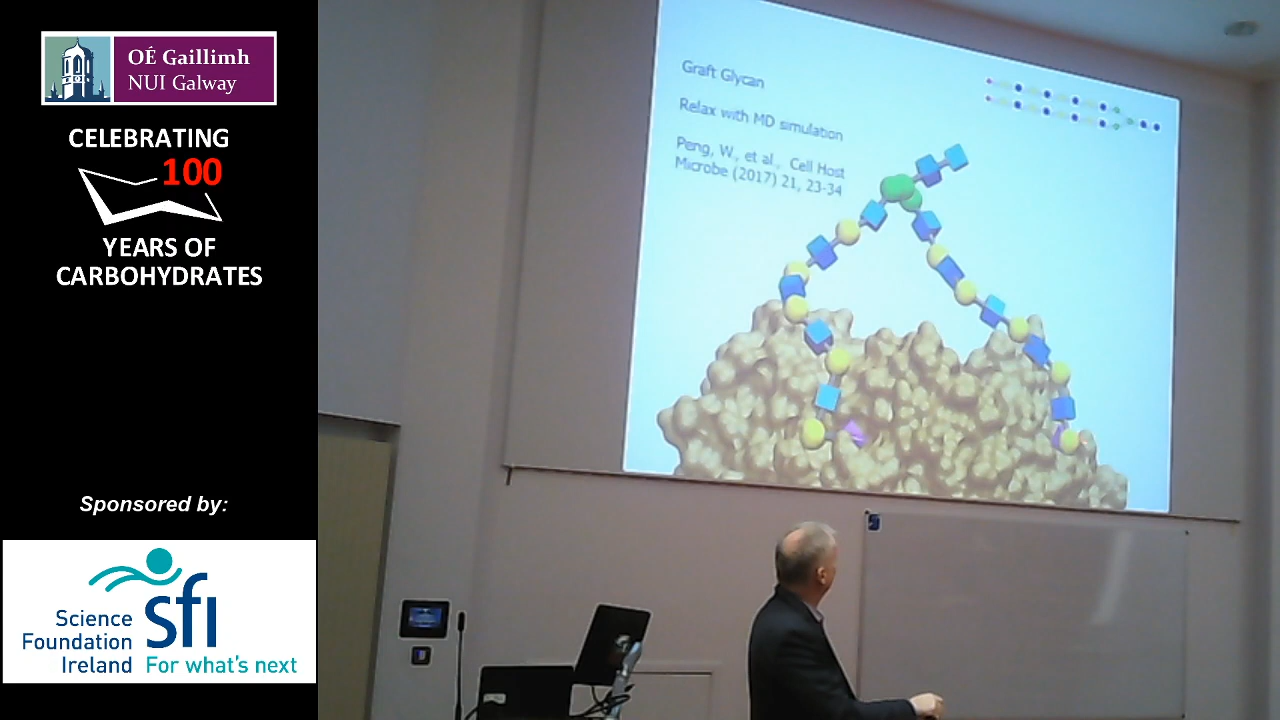 OÉ Gaillimh
NUI Galway
CELEBRATING
100
YEARS OF
CARBOHYDRATES
Sponsored by:
Science
Foundation
Ireland
sfi
For what's next
Graft Glycan
Relax with MD simulation
Peng, W., et al., Cell Host
Microbe (2017) 21, 23-34